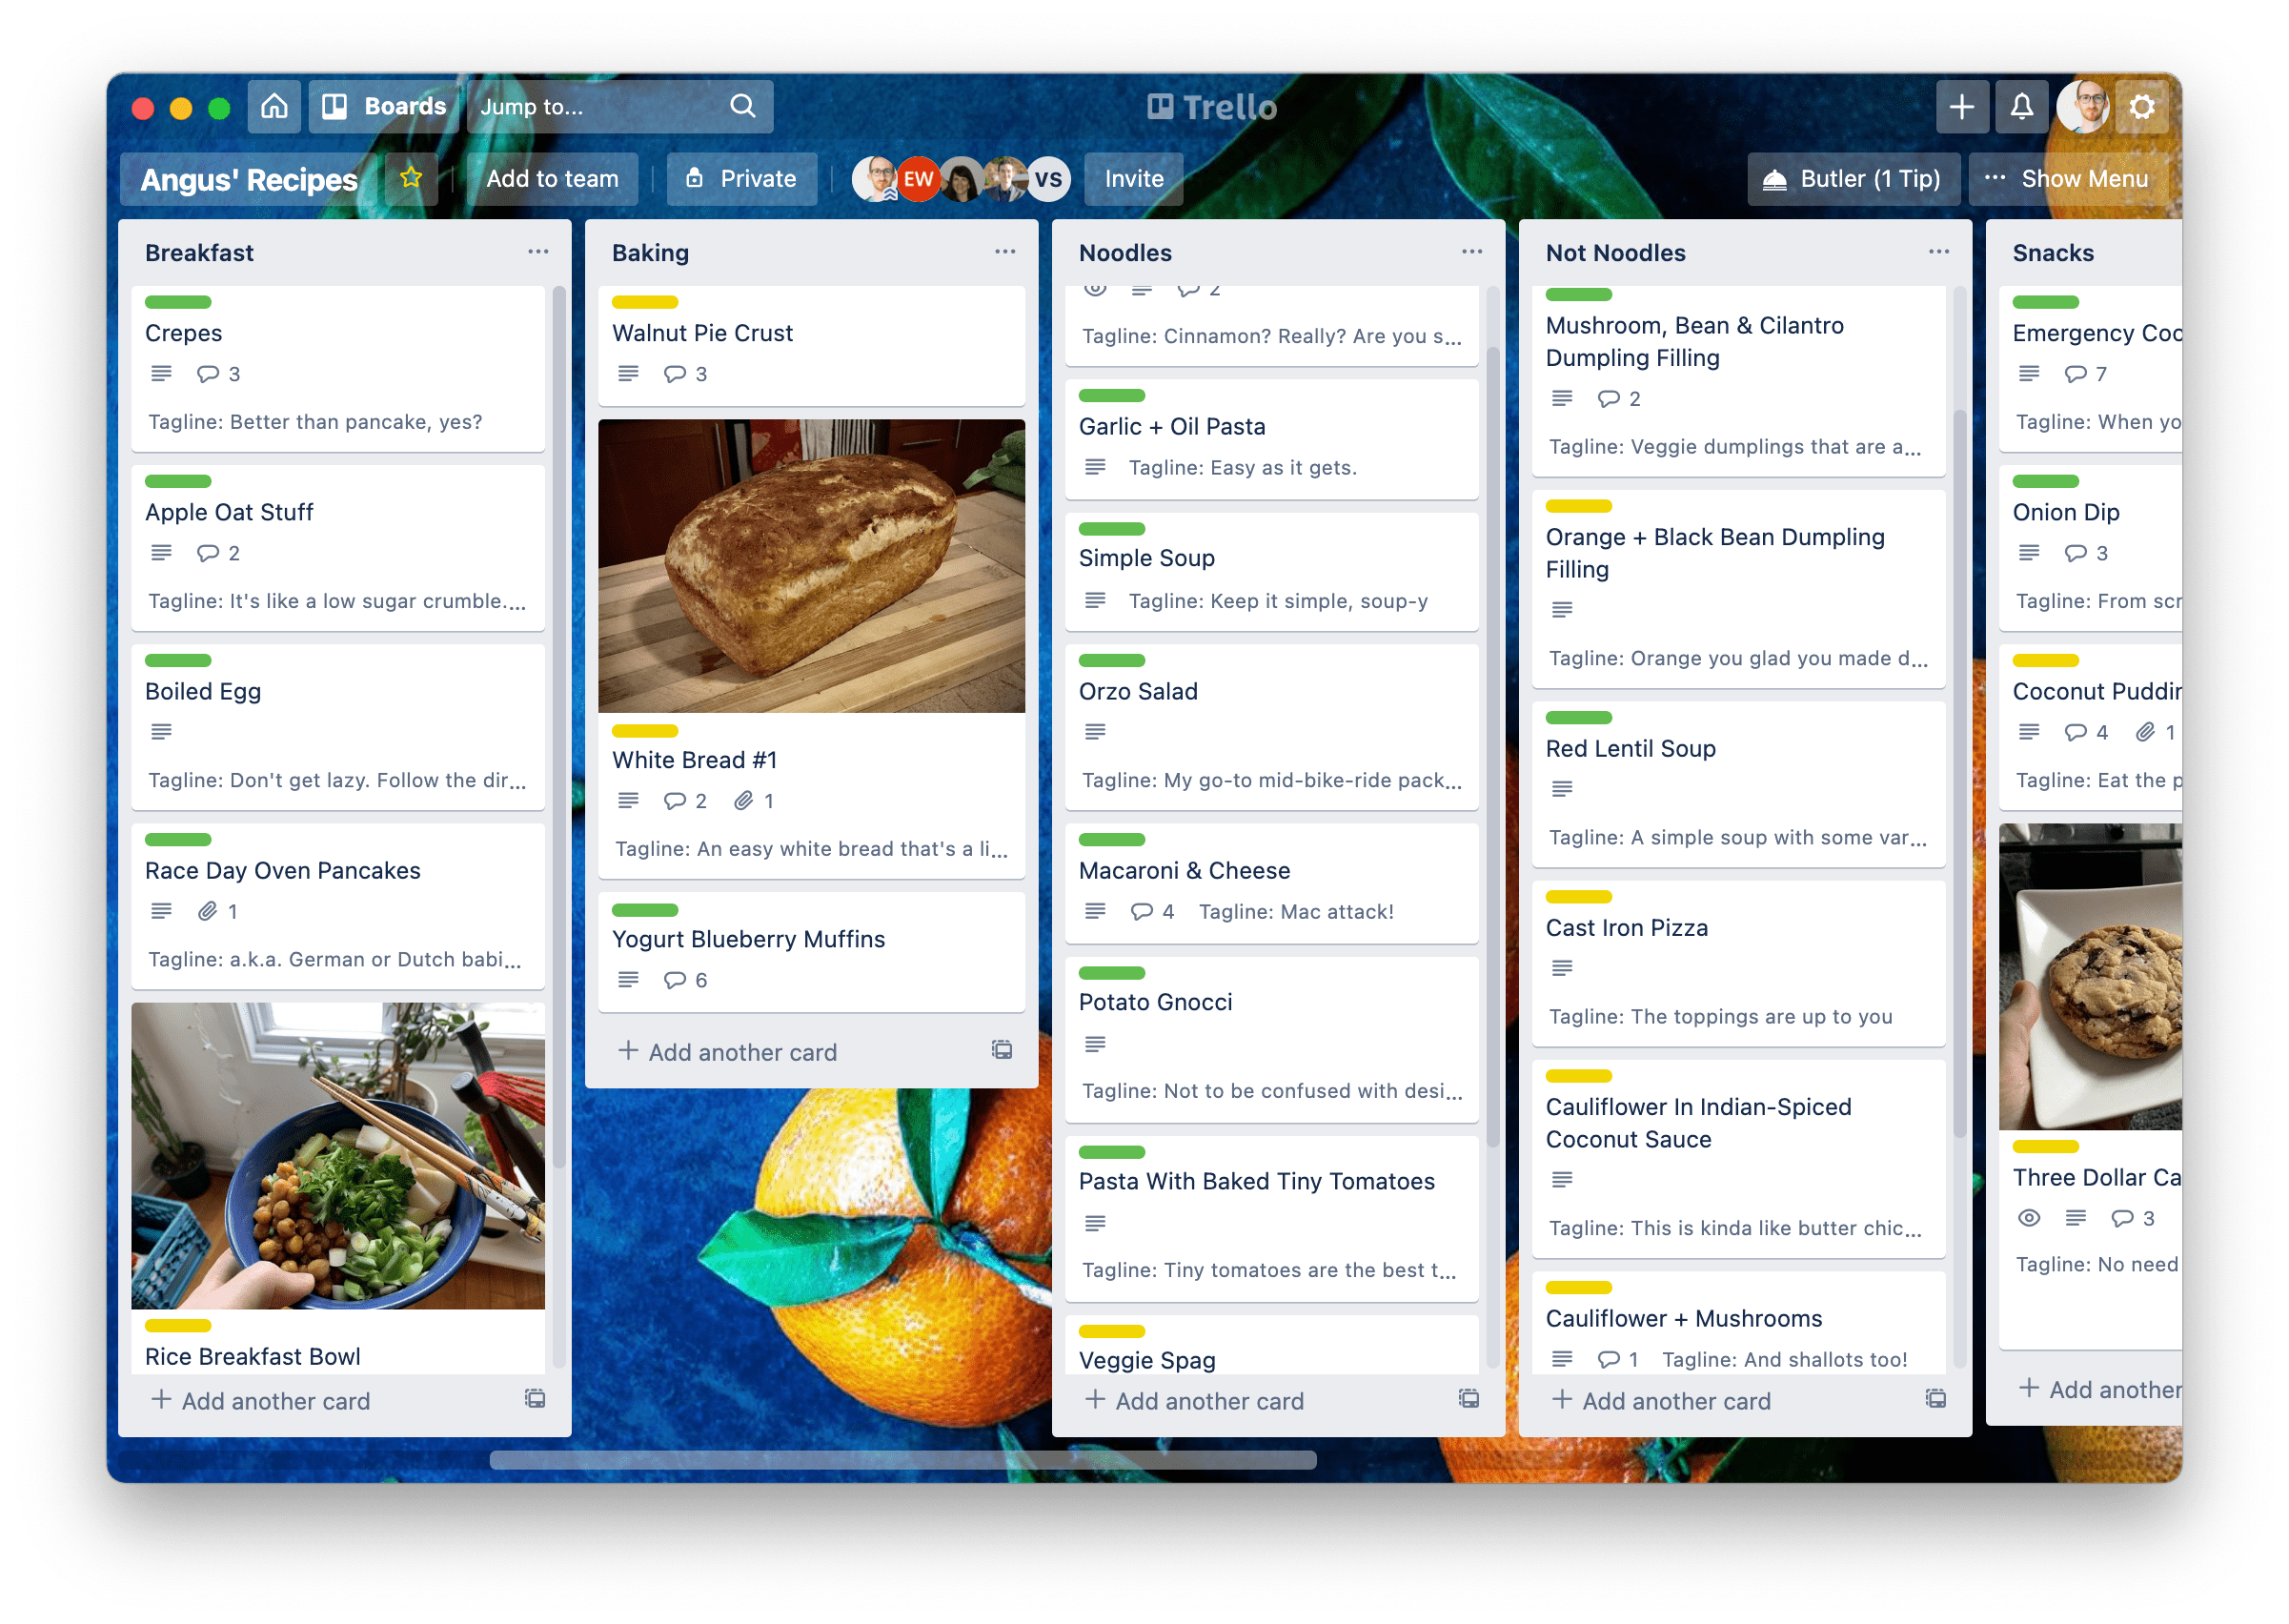 Boards
Jump to...
Trello
Angus' Recipes
Add to team
Private
EW
VS
Invite
Butler (1 Tip)
Show Menu
Breakfast
Crepes
3
Tagline: Better than pancake, yes?
Apple Oat Stuff
2
Tagline: It's like a low sugar crumble....
Boiled Egg
Tagline: Don't get lazy. Follow the dir...
Race Day Oven Pancakes
1
Tagline: a.k.a. German or Dutch babi...
Rice Breakfast Bowl
Add another card
Baking
Walnut Pie Crust
3
White Bread #1
2 1
Tagline: An easy white bread that's a li...
Yogurt Blueberry Muffins
6
Add another card
Noodles
2
Tagline: Cinnamon? Really? Are you s...
Garlic + Oil Pasta
Tagline: Easy as it gets.
Simple Soup
Tagline: Keep it simple, soup-y
Orzo Salad
Tagline: My go-to mid-bike-ride pack...
Macaroni & Cheese
4 Tagline: Mac attack!
Potato Gnocci
Tagline: Not to be confused with desi...
Pasta With Baked Tiny Tomatoes
Tagline: Tiny tomatoes are the best t...
Veggie Spag
Add another card
Not Noodles
Mushroom, Bean & Cilantro
Dumpling Filling
2
Tagline: Veggie dumplings that are a...
Orange + Black Bean Dumpling
Filling
Tagline: Orange you glad you made d...
Red Lentil Soup
Tagline: A simple soup with some var...
Cast Iron Pizza
Tagline: The toppings are up to you
Cauliflower In Indian-Spiced
Coconut Sauce
Tagline: This is kinda like butter chic...
Cauliflower + Mushrooms
1 Tagline: And shallots too!
Add another card
Snacks
Emergency Coo
7
Tagline: When yo
Onion Dip
3
Tagline: From scr
Coconut Puddin
4 1
Tagline: Eat the p
Three Dollar Ca
3
Tagline: No need
Add another